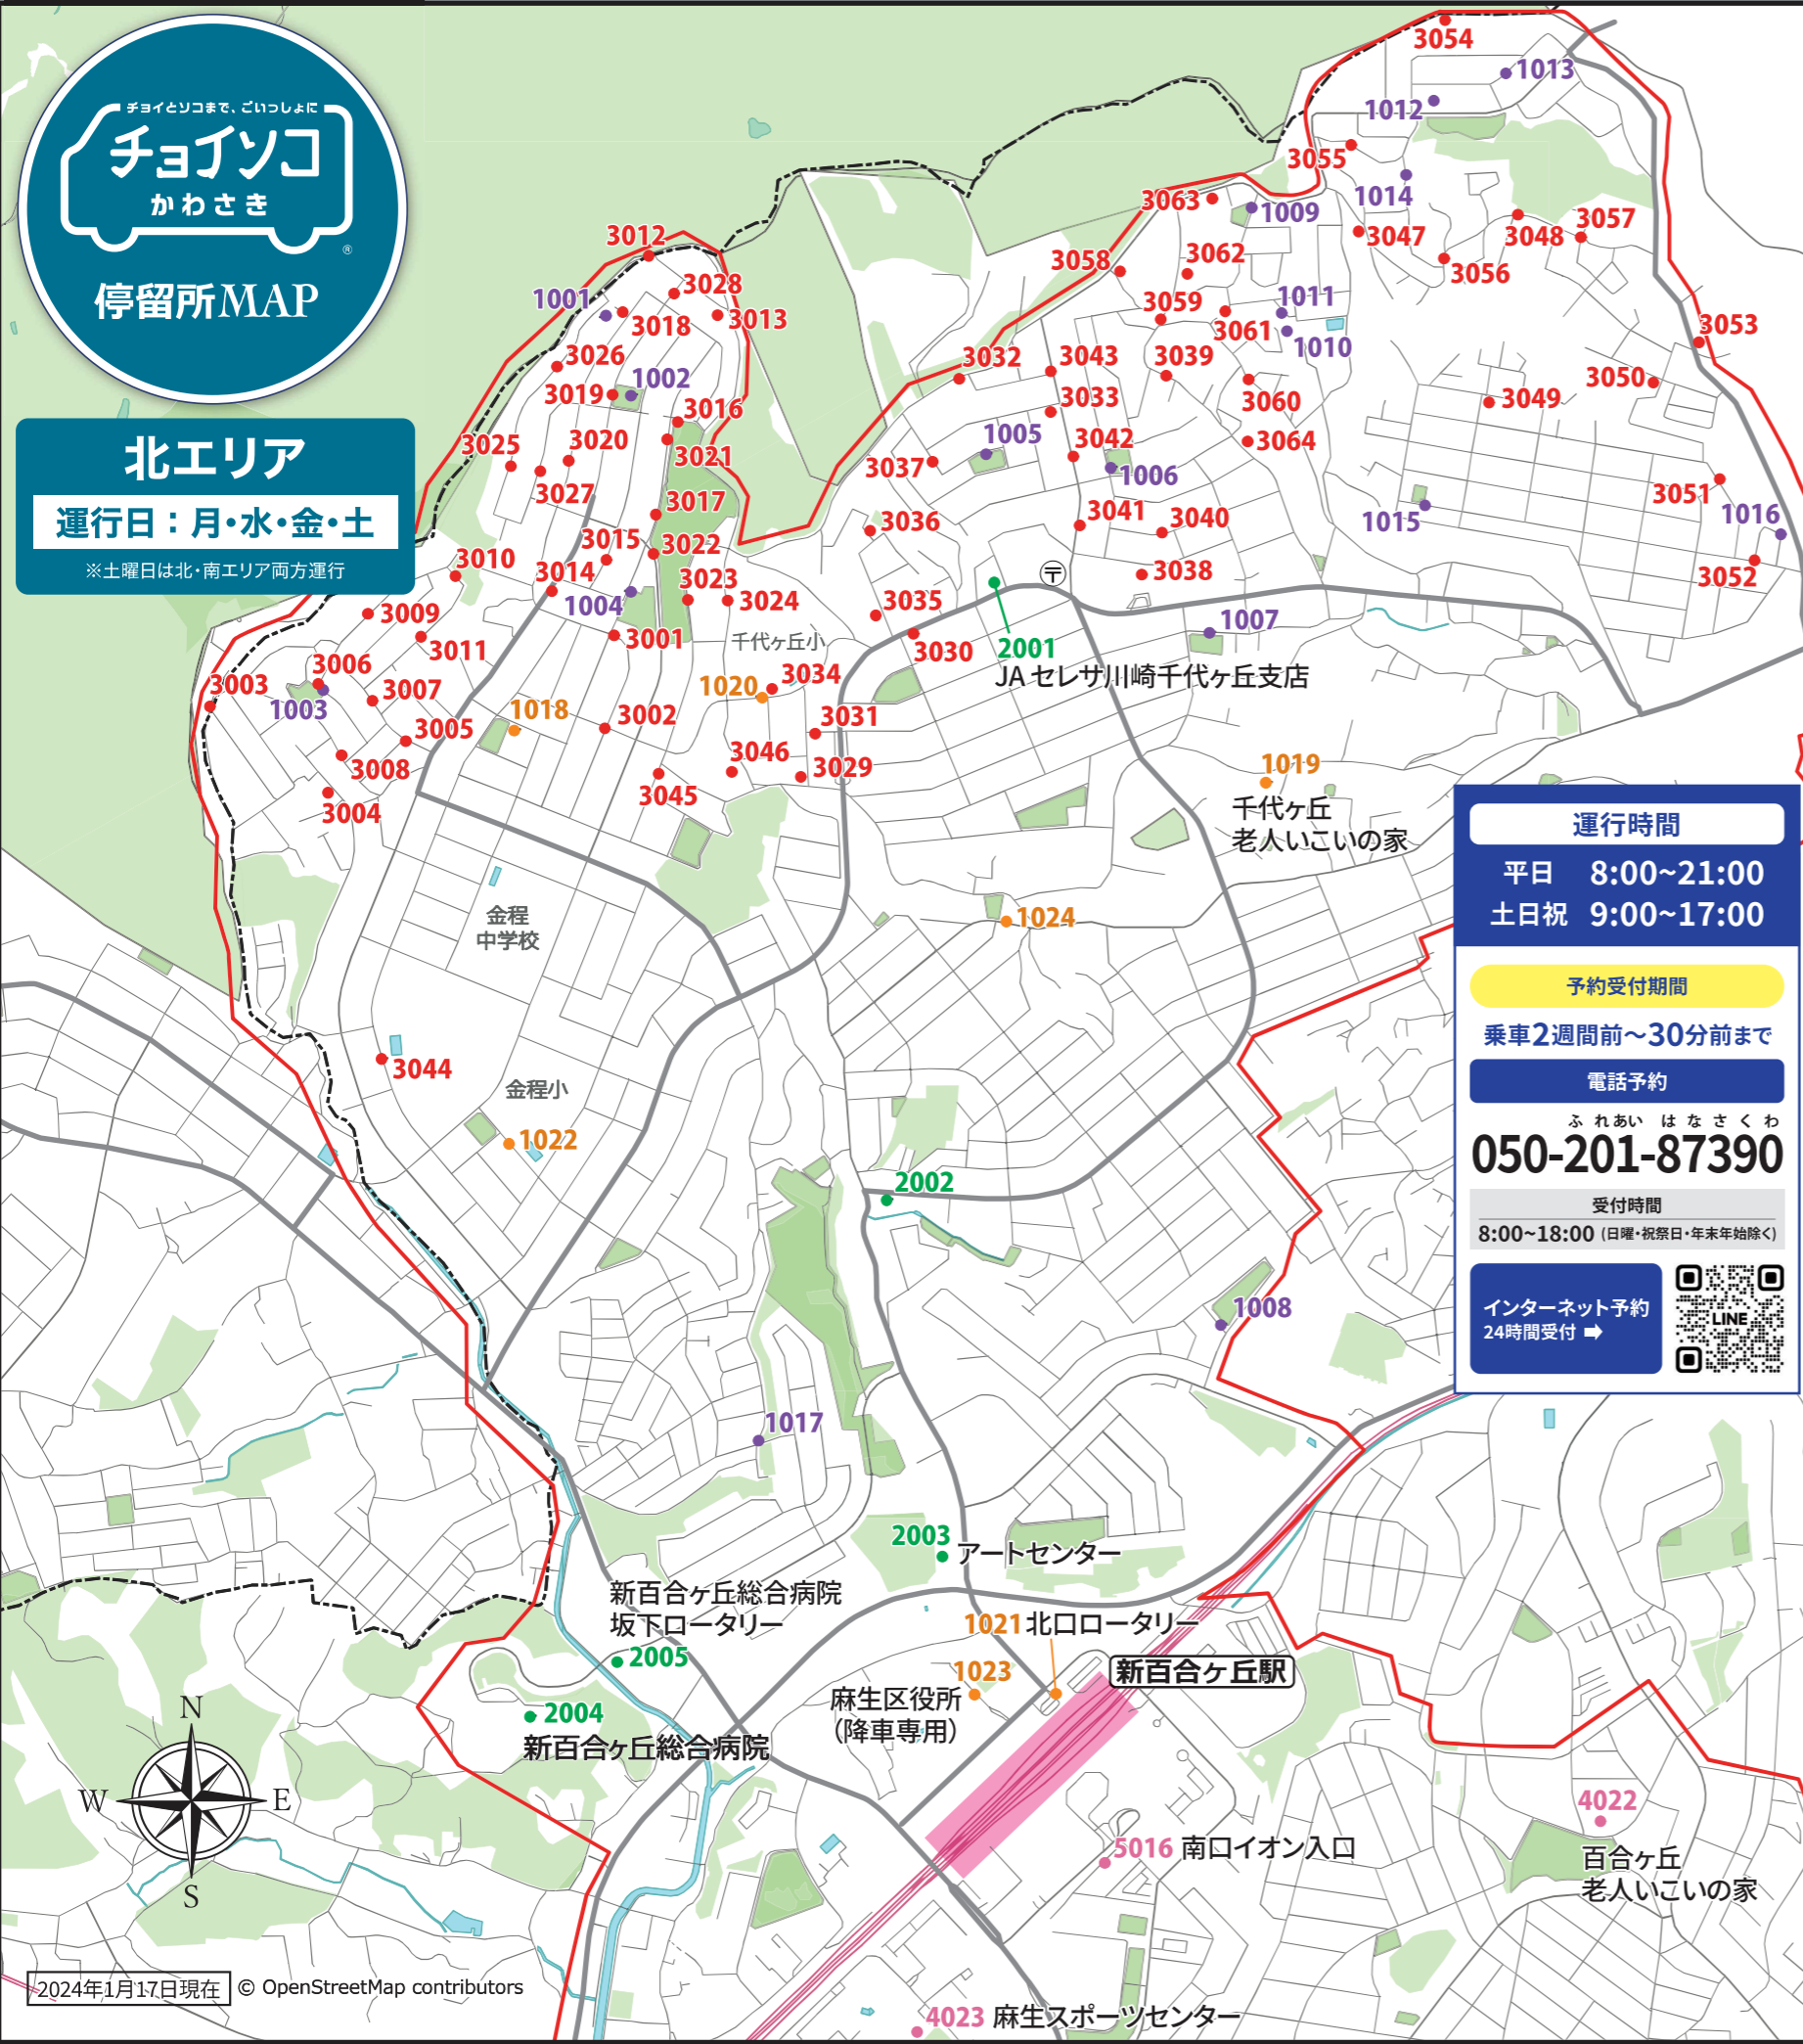 チョイとソコまで、ごいっしょに
チョイソコ
かわさき
®
停留所MAP
北エリア
運行日：月・水・金・土
※土曜日は北・南エリア両方運行
3054
1013
1012
3055
1014
3063
1009
3047
3048
3057
3056
3058
3062
3059
1011
3061
1010
3053
3012
3028
1001
3018
3013
3026
3019
1002
3016
3032
3043
3039
3033
3060
3050
3049
3025
3020
3021
3027
1005
3042
3064
3037
1006
3051
1016
3017
3036
3041
3040
1015
3015
3022
3010
3014
3023
3024
1004
3038
3052
〒
3009
3035
3011
3001
千代ヶ丘小
3030
2001
1007
JA セレサ川崎千代ヶ丘支店
3006
3003
3007
1003
1020
3034
1018
3002
3031
3005
3046
3029
3008
3045
3004
1019
千代ヶ丘
老人いこいの家
金程
中学校
1024
3044
金程小
1022
2002
1008
1017
2003
アートセンター
新百合ヶ丘総合病院
坂下ロータリー
2005
1021 北口ロータリー
1023
新百合ヶ丘駅
麻生区役所
（降車専用）
2004
新百合ヶ丘総合病院
5016 南口イオン入口
4022
百合ヶ丘
老人いこいの家
4023 麻生スポーツセンター
運行時間
平日 8:00~21:00
土日祝 9:00~17:00
予約受付期間
乗車2週間前～30分前まで
電話予約
ふ れあい は な さ く わ
050-201-87390
受付時間
8:00~18:00 (日曜・祝祭日・年末年始除く)
インターネット予約
24時間受付 ➡
LINE
N
W
E
S
2024年1月17日現在 © OpenStreetMap contributors